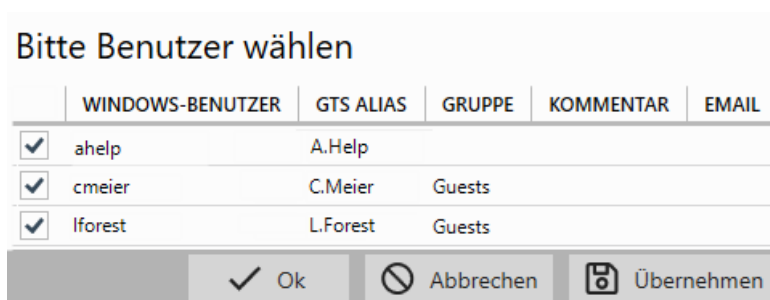 Bitte Benutzer wählen
WINDOWS-BENUTZER GTS ALIAS GRUPPE KOMMENTAR EMAIL
ahelp A.Help
cmeier C.Meier Guests
lforest L.Forest Guests
Ok Abbrechen Übernehmen